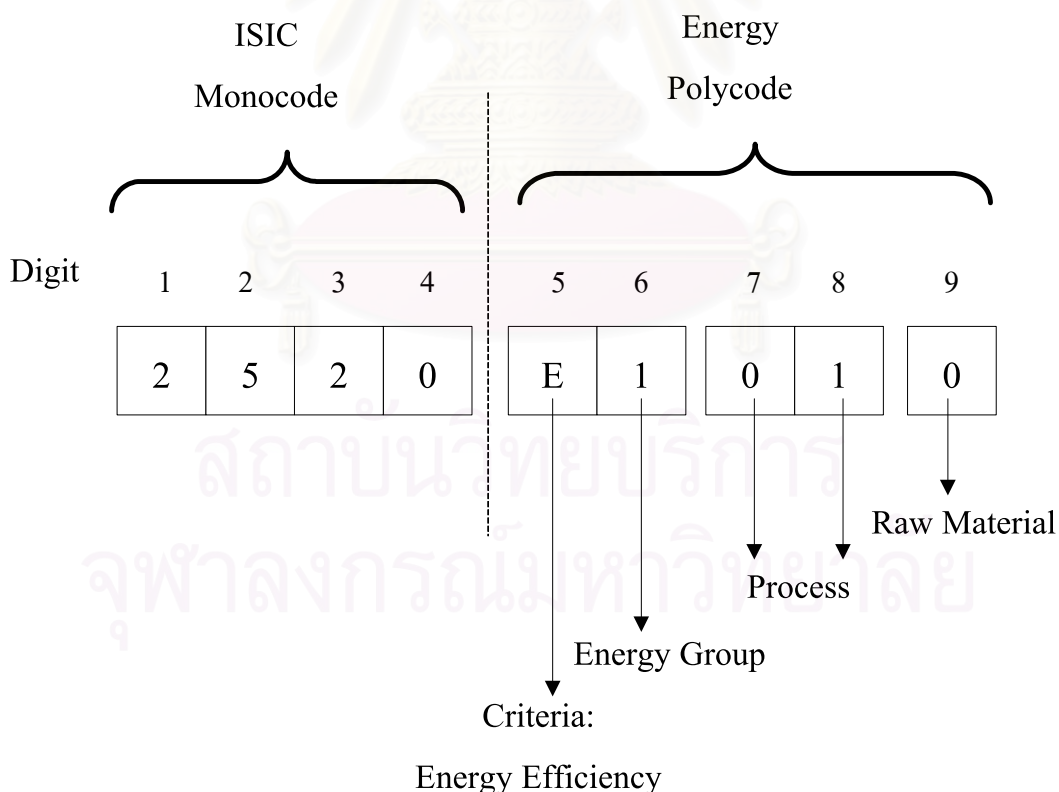 ISIC
Monocode
Energy
Polycode
Digit 1 2 3 4 5 6 7 8 9
2 5 2 0 E 1 0 1 0
Raw Material
Process
Energy Group
Criteria:
Energy Efficiency
สถาบันวิทยบริการ
จุฬาลงกรณ์มหาวิทยาลัย